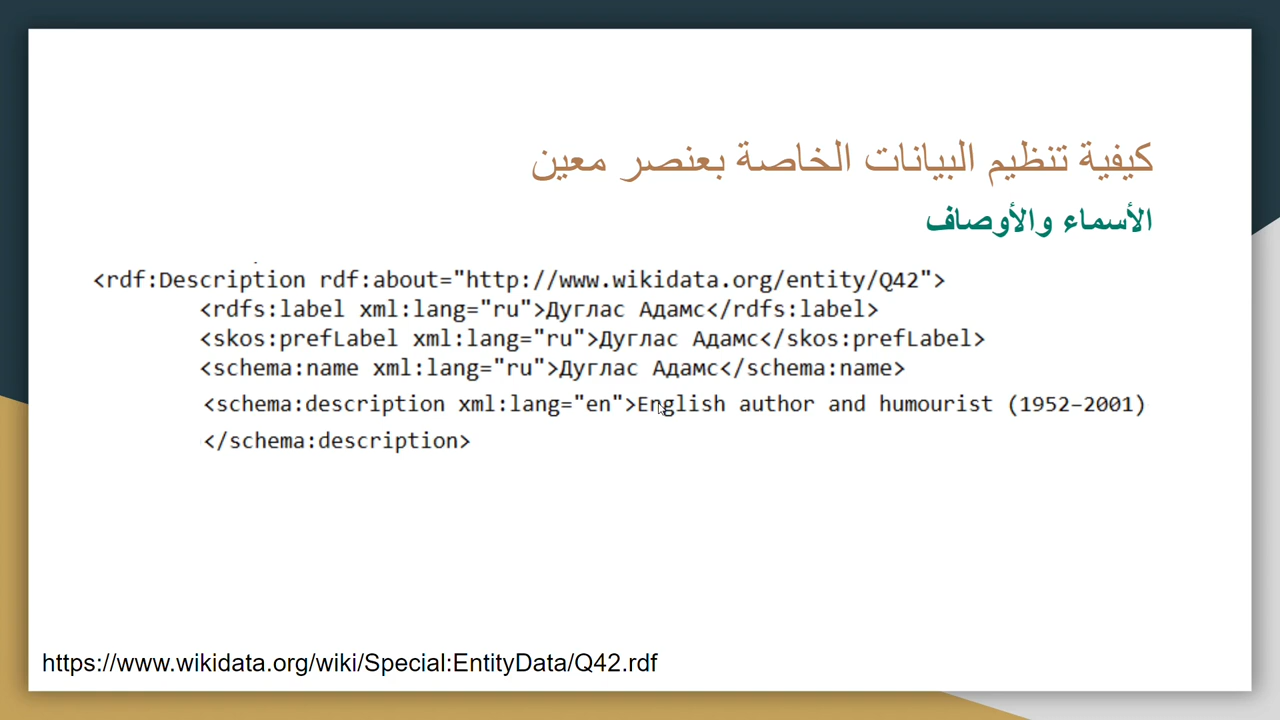 كيفية تنظيم البيانات الخاصة بعنصر معين
الأسماء والأوصاف
<rdf:Description rdf:about="http://www.wikidata.org/entity/Q42">
<rdfs:label xml:lang="ru">Дуглас Адамс</rdfs:label>
<skos:prefLabel xml:lang="ru">Дуглас Адамс</skos:prefLabel>
<schema:name xml:lang="ru">Дуглас Адамс</schema:name>
<schema:description xml:lang="en">English author and humourist (1952–2001)
</schema:description>
https://www.wikidata.org/wiki/Special:EntityData/Q42.rdf